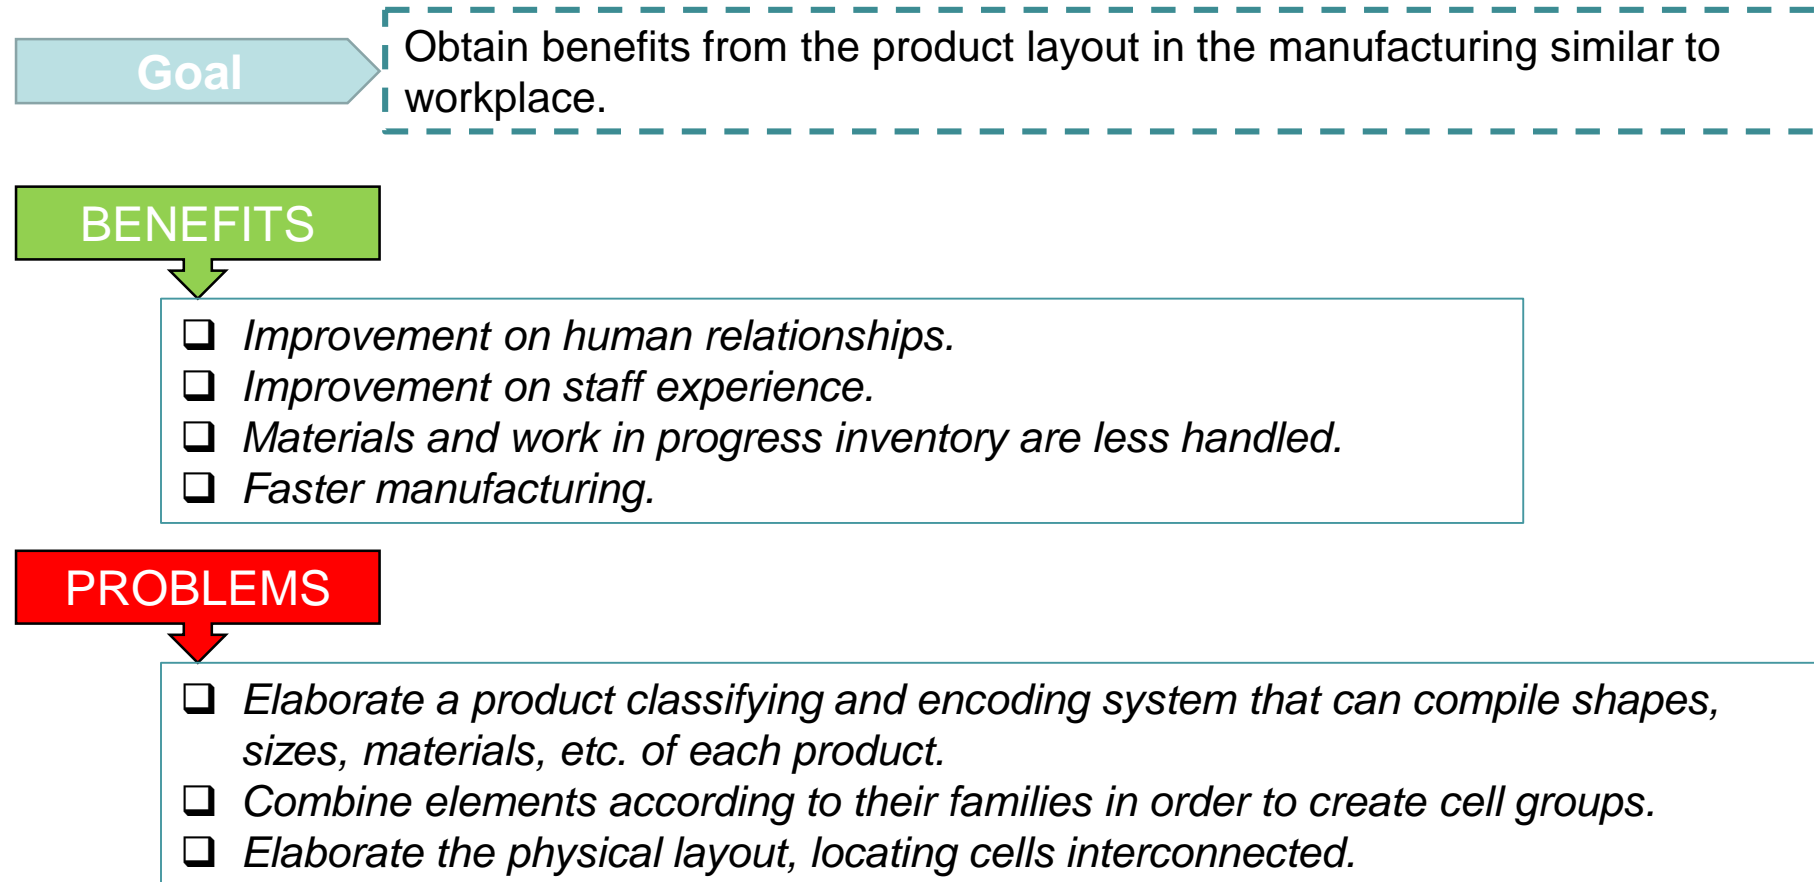 Goal
Obtain benefits from the product layout in the manufacturing similar to
workplace.
BENEFITS
❑ Improvement on human relationships.
❑ Improvement on staff experience.
❑ Materials and work in progress inventory are less handled.
❑ Faster manufacturing.
PROBLEMS
❑ Elaborate a product classifying and encoding system that can compile shapes,
sizes, materials, etc. of each product.
❑ Combine elements according to their families in order to create cell groups.
❑ Elaborate the physical layout, locating cells interconnected.